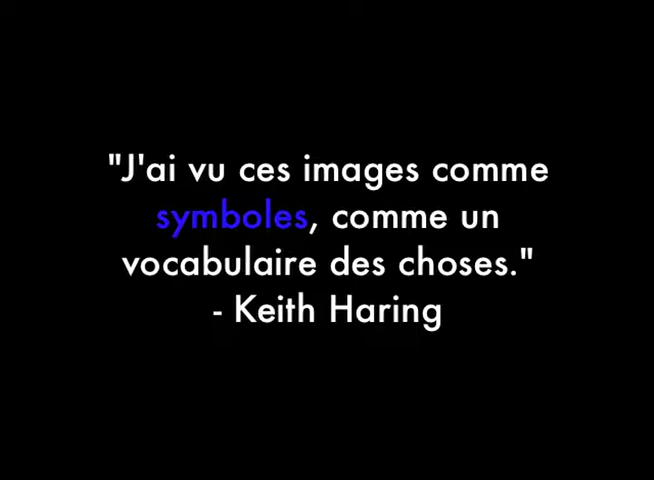 "J'ai vu ces images comme
symboles, comme un
vocabulaire des choses."
- Keith Haring